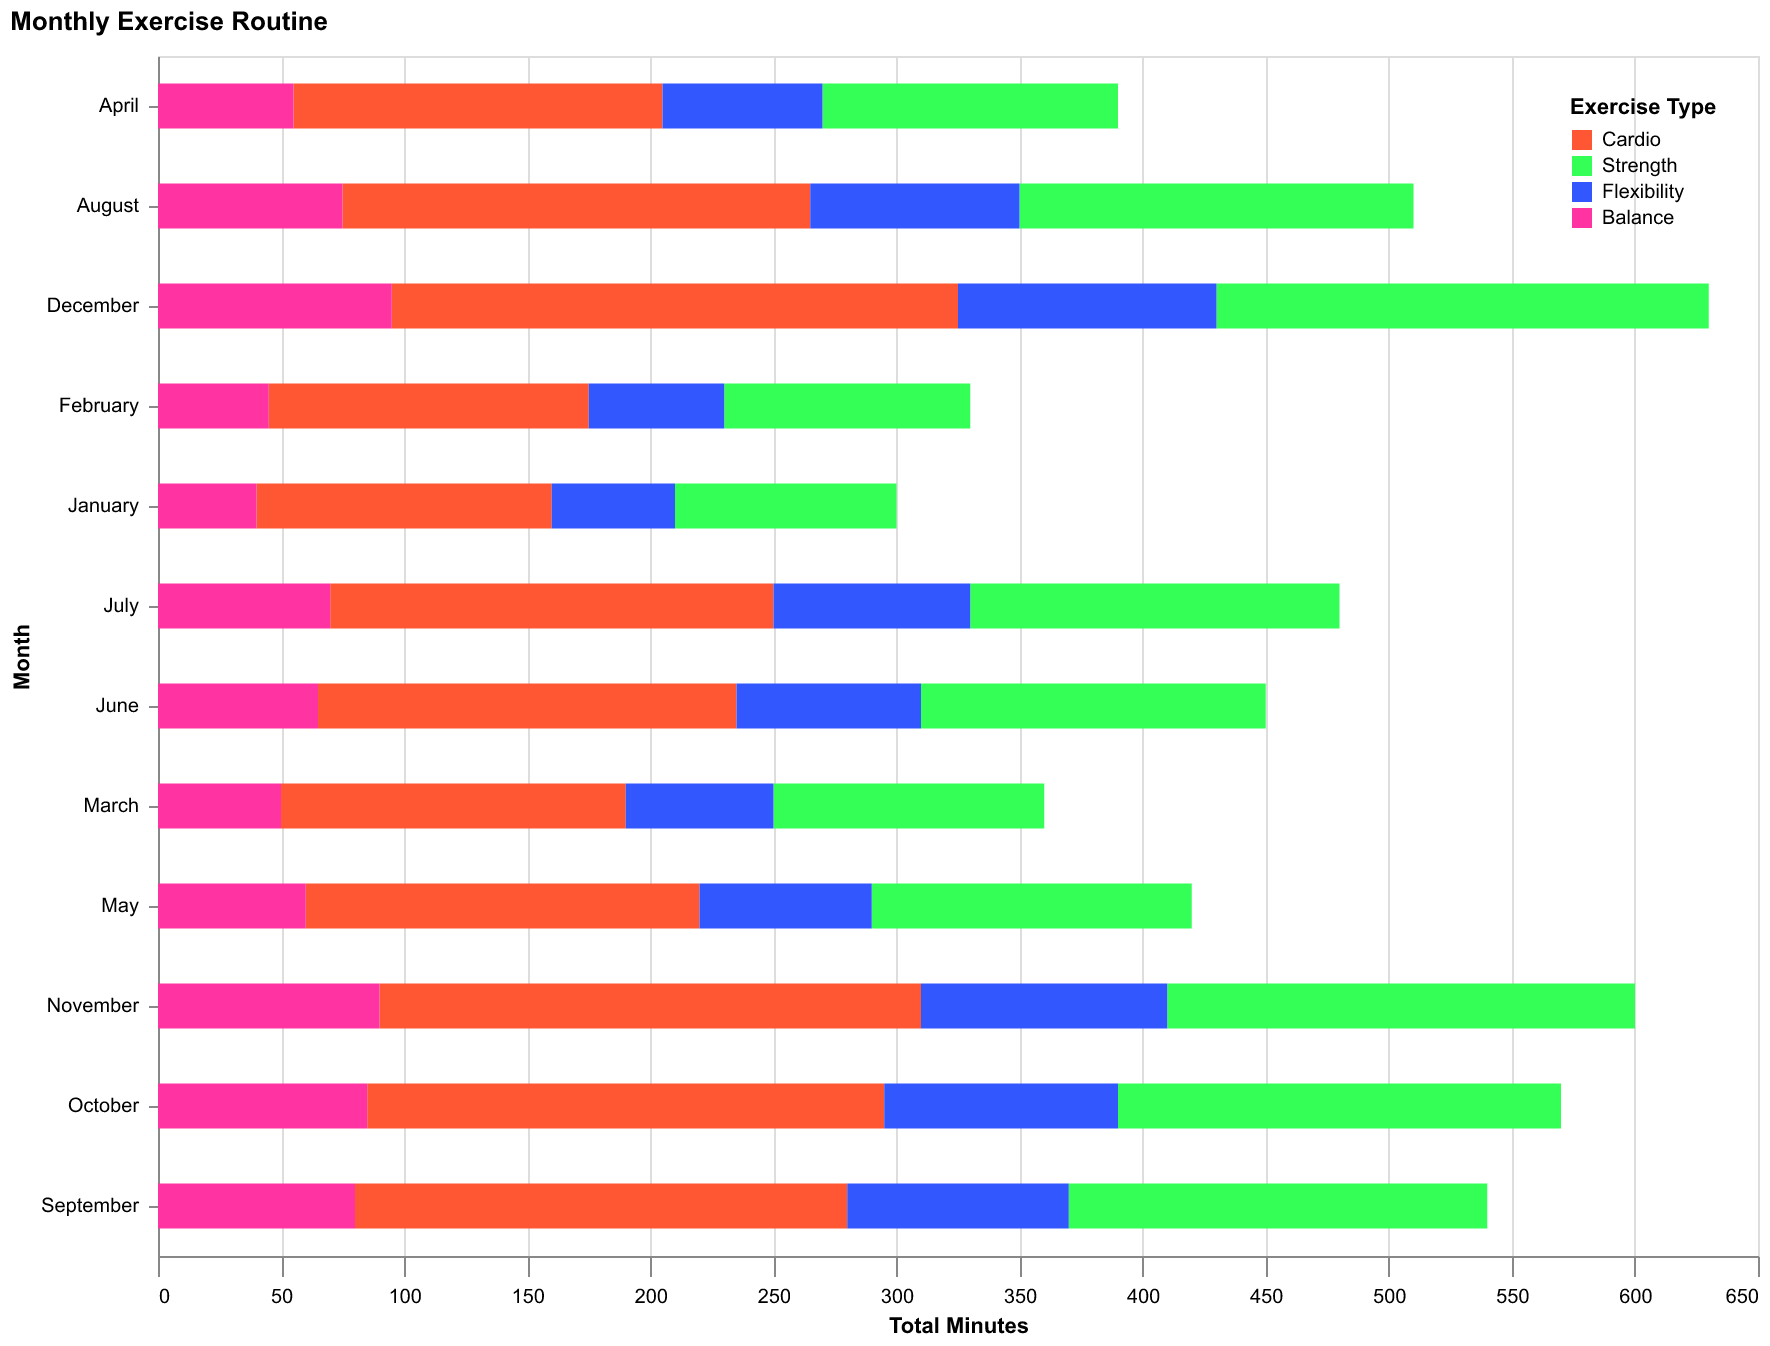 Monthly Exercise Routine
Exercise Type
Cardio
Strength
Flexibility
Balance
Month
April
August
December
February
January
July
June
March
May
November
October
September
0 50 100 150 200 250 300 350 400 450 500 550 600 650
Total Minutes